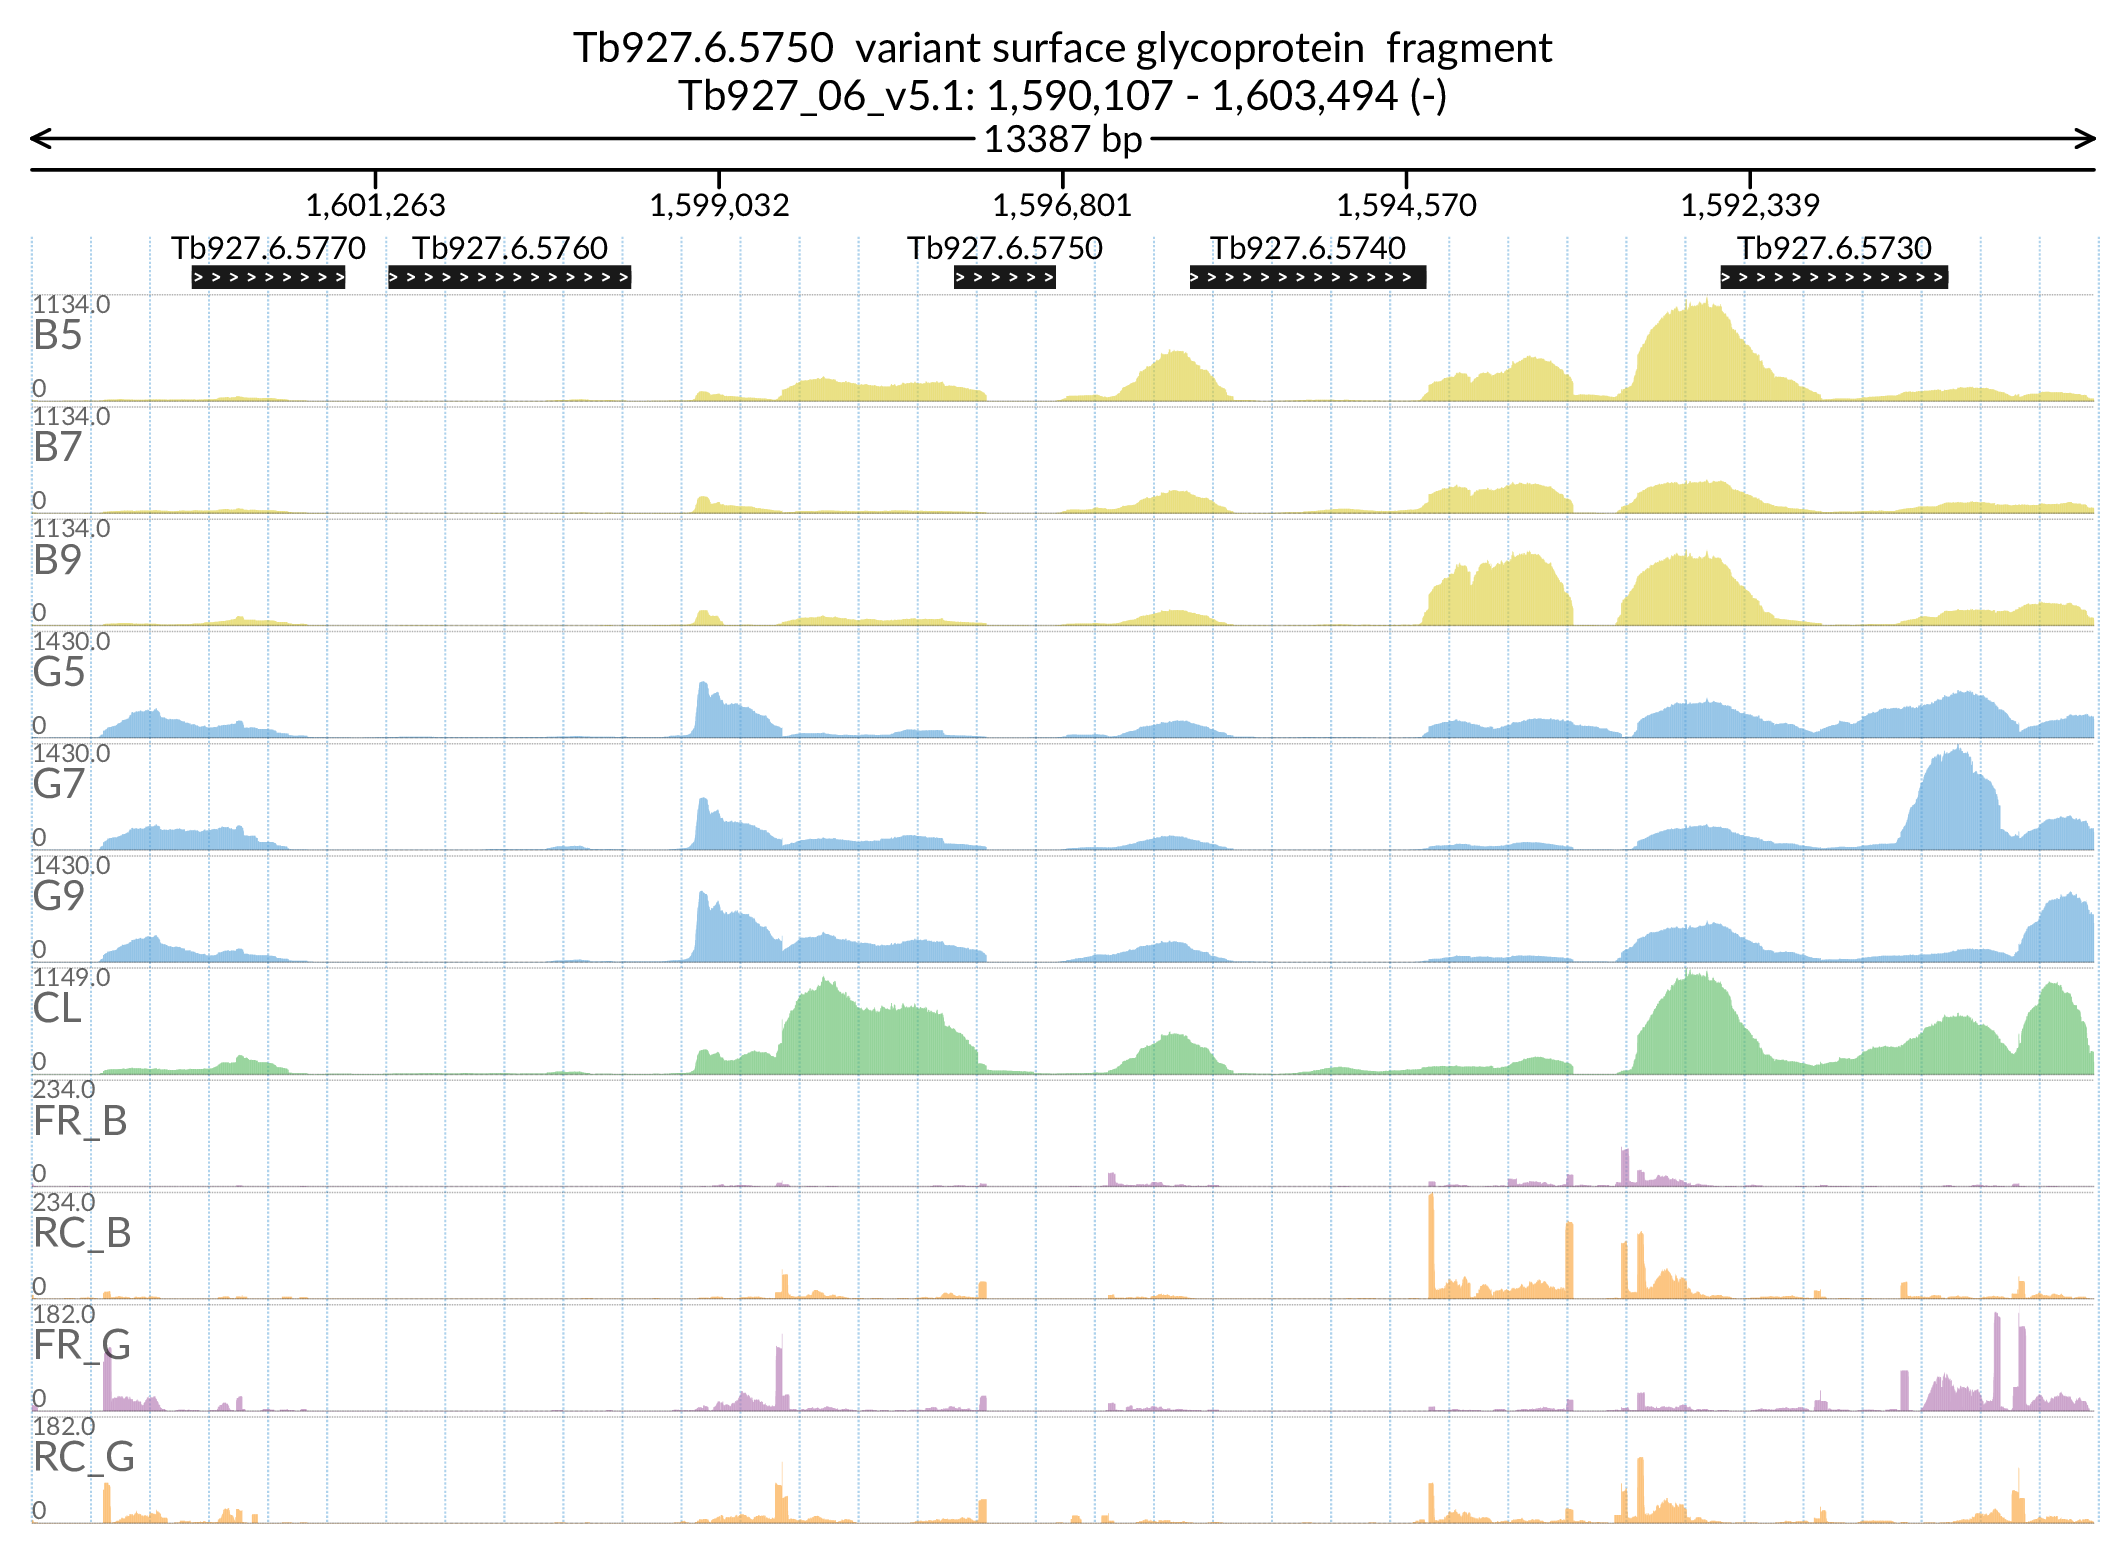 Tb927.6.5750 variant surface glycoprotein fragment
Tb927_06_v5.1: 1,590,107 - 1,603,494 (-)
13387 bp
1,601,263 1,599,032 1,596,801 1,594,570 1,592,339
Tb927.6.5770 Tb927.6.5760 Tb927.6.5750 Tb927.6.5740 Tb927.6.5730
1134.0
B5
0
1134.0
B7
0
1134.0
B9
0
1430.0
G5
0
1430.0
G7
0
1430.0
G9
0
1149.0
CL
0
234.0
FR_B
0
234.0
RC_B
0
182.0
FR_G
0
182.0
RC_G
0